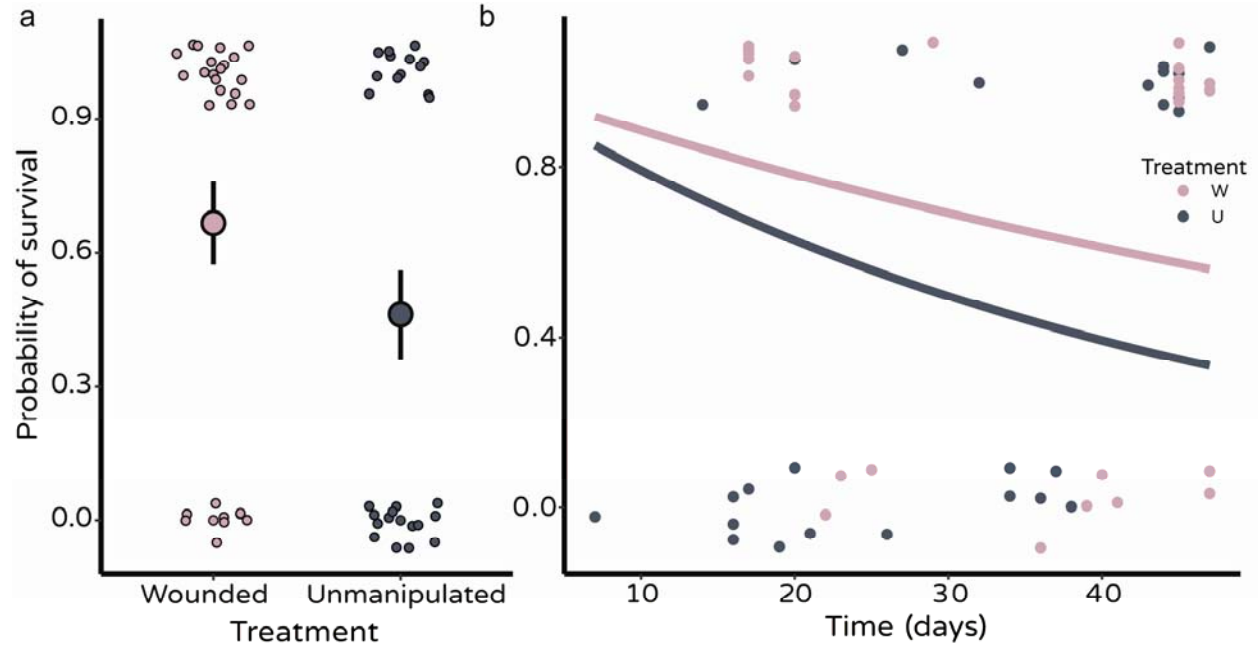 a
b
Probability of survival
0.9
0.6
0.3
0.0
Wounded
Unmanipulated
Treatment
0.8
0.4
0.0
10
20
30
40
Time (days)
Treatment
W
U